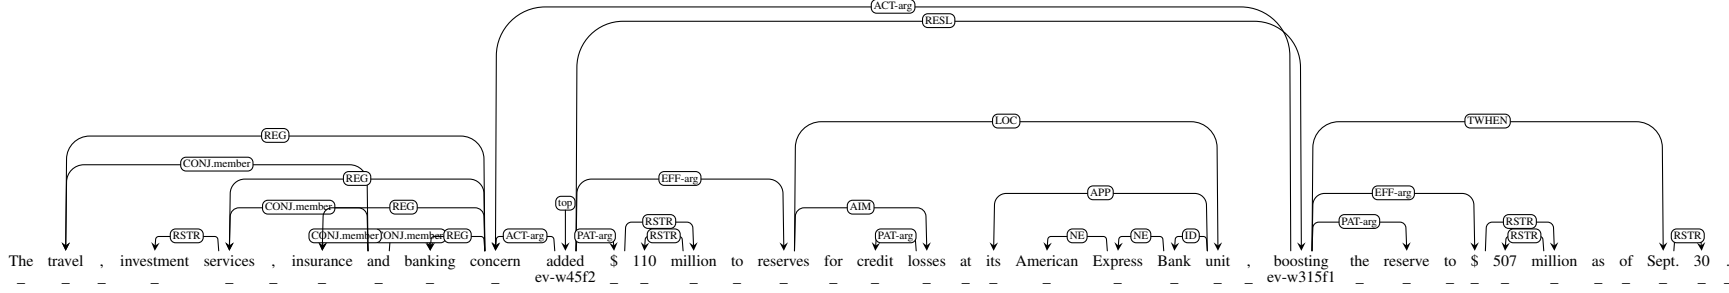 ACT-arg
RESL
LOC TWHEN
REG
CONJ.member
REG EFF-arg
APP EFF-arg
top
CONJ.member REG AIM
RSTR PAT-arg RSTR
RSTR CONJ.member CONJ.member REG ACT-arg PAT-arg RSTR PAT-arg NE NE ID RSTR RSTR
The travel , investment services , insurance and banking concern added $ 110 million to reserves for credit losses at its American Express Bank unit , boosting the reserve to $ 507 million as of Sept. 30 .
ev-w45f2 ev-w315f1